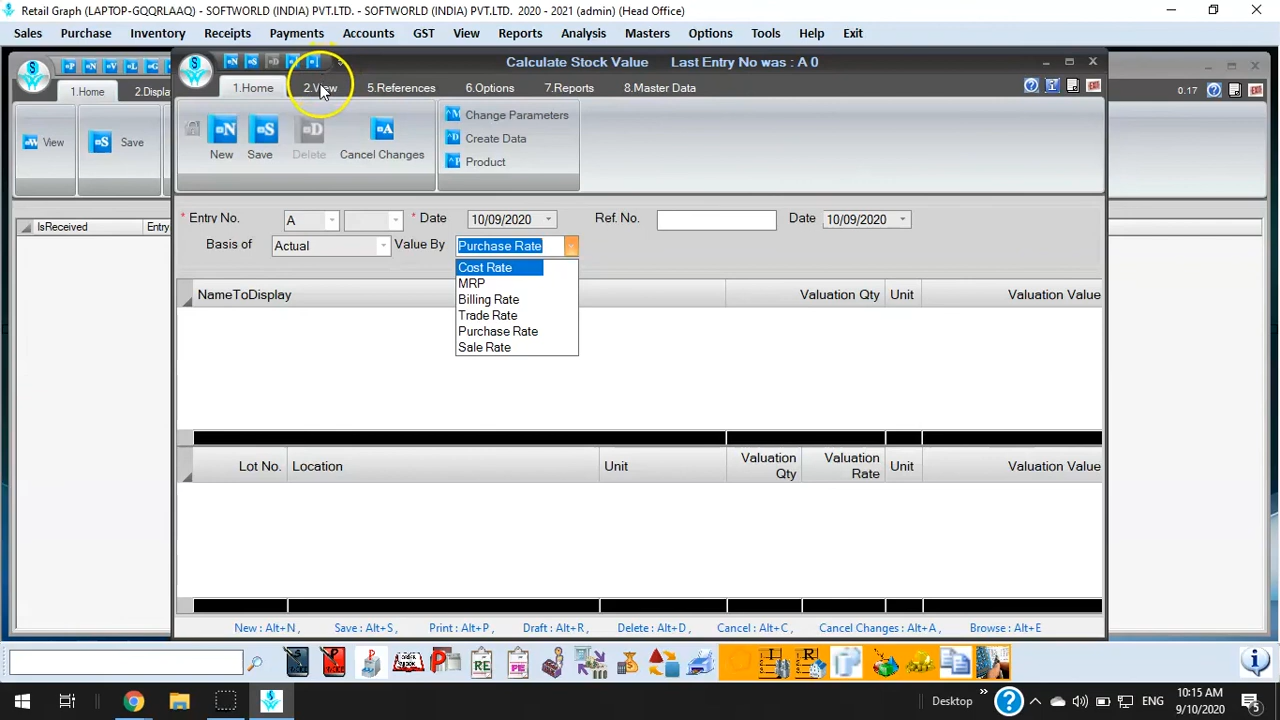 Retail Graph (LAPTOP-GQQRLAAQ) - SOFTWORLD (INDIA) PVT.LTD. - SOFTWORLD (INDIA) PVT.LTD. 2020 - 2021 (admin) (Head Office)
Sales Purchase Inventory Receipts Payments Accounts GST View Reports Analysis Masters Options Tools Help Exit
Calculate Stock Value Last Entry No was : A 0
1.Home 2.Displa 1.Home 2.View 5.References 6.Options 7.Reports 8.Master Data 0.17
View Save New Save Delete Cancel Changes
Change Parameters
Create Data
Product
IsReceived Entry
* Entry No. A * Date 10/09/2020 Ref. No. Date 10/09/2020
Basis of Actual Value By Purchase Rate
Cost Rate
MRP
Billing Rate
Trade Rate
Purchase Rate
Sale Rate
NameToDisplay Valuation Qty Unit Valuation Value
Lot No. Location Unit Valuation Qty Valuation Rate Unit Valuation Value
New : Alt+N , Save : Alt+S , Print : Alt+P , Draft : Alt+R , Delete : Alt+D , Cancel : Alt+C , Cancel Changes : Alt+A , Browse : Alt+E
Desktop ENG
10:15 AM
9/10/2020
5